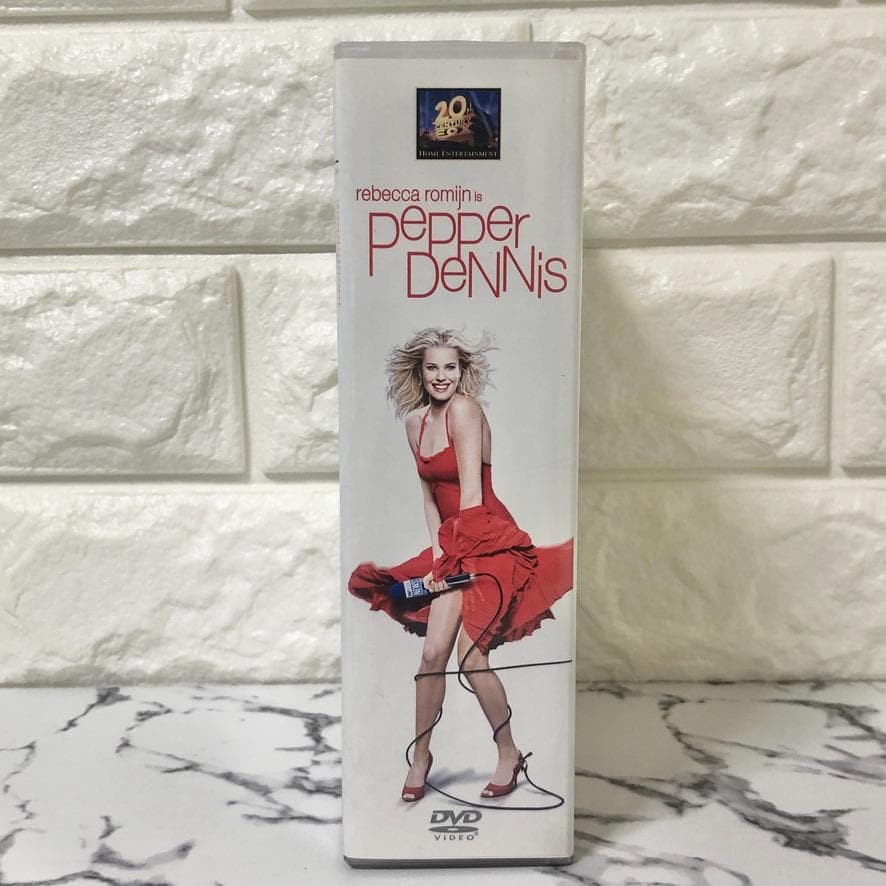 20th
CENTURY
FOX
HOME ENTERTAINMENT
rebecca romijn is
pepper
DeNNis
DVD
VIDEO